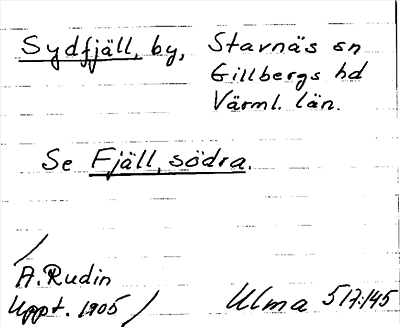 Sydfjäll, by, Stavnäs sn
Gillbergs hd
Värml. län.
Se Fjäll, södra.
A. Rudin
Uppt. 1905
Ulma 517:145